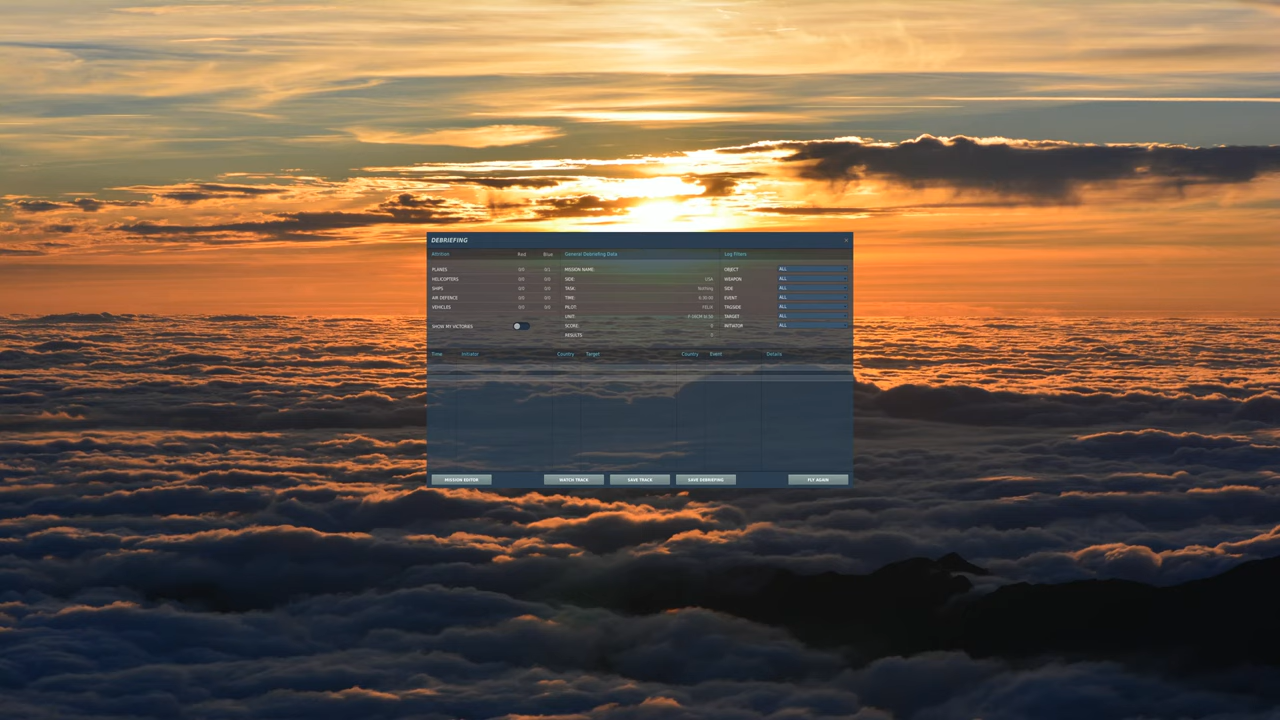 DEBRIEFING
Attrition Red Blue General Debriefing Data Log Filters
PLANES 0/0 0/1 MISSION NAME: OBJECT ALL
HELICOPTERS 0/0 0/0 SIDE: USA WEAPON ALL
SHIPS 0/0 0/0 TASK: Nothing SIDE ALL
AIR DEFENCE 0/0 0/0 TIME: EVENT ALL
VEHICLES 0/0 0/0 PILOT: TRGSIDE ALL
UNIT: TARGET ALL
SHOW MY VICTORIES SCORE: 0 INITIATOR ALL
RESULTS: 0
Time Initiator Country Target Country Event Details
MISSION EDITOR WATCH TRACK SAVE TRACK SAVE DEBRIEFING FLY AGAIN